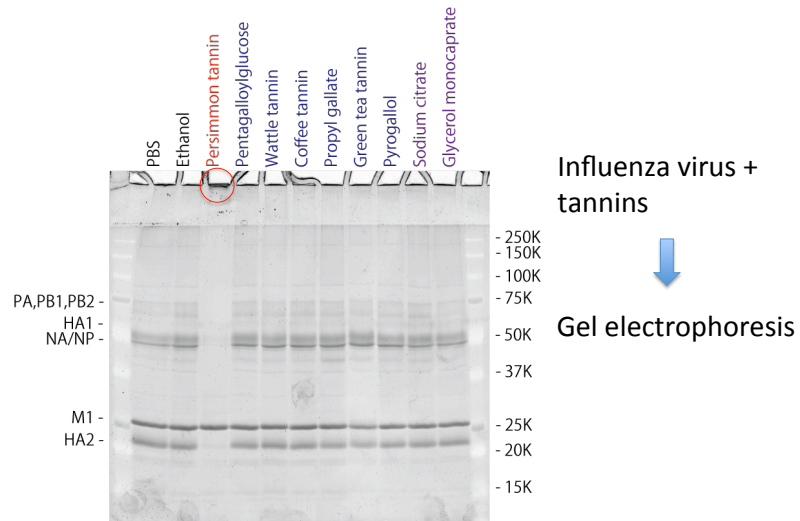 PBS
Ethanol
Persimmon tannin
Pentagalloylglucose
Wattle tannin
Coffee tannin
Propyl gallate
Green tea tannin
Pyrogallol
Sodium citrate
Glycerol monocaprate
PA,PB1,PB2 -
HA1
NA/NP -
M1 -
HA2 -
- 250K
- 150K
- 100K
- 75K
- 50K
- 37K
- 25K
- 20K
- 15K
Influenza virus +
tannins
Gel electrophoresis